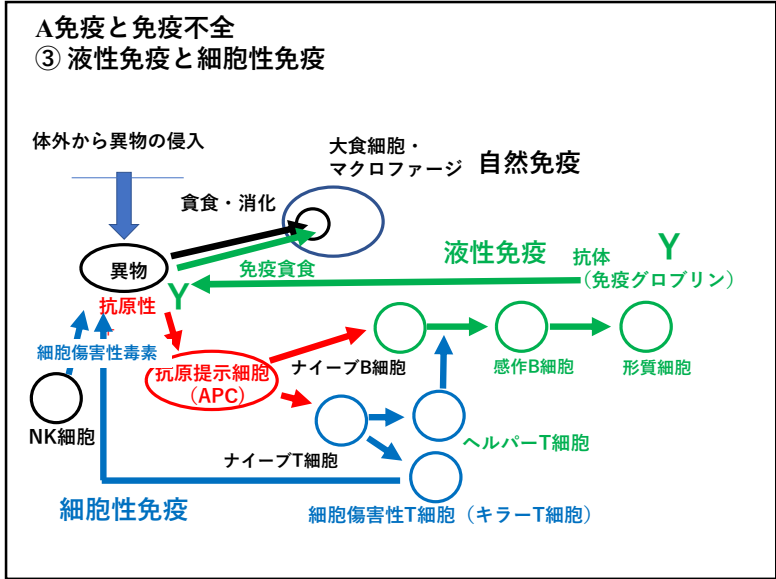 A免疫と免疫不全
③ 液性免疫と細胞性免疫
体外から異物の侵入
大食細胞・
マクロファージ
自然免疫
貪食・消化
異物
免疫貪食
液性免疫
抗体
(免疫グロブリン)
Y
Y
抗原性
細胞傷害性毒素
抗原提示細胞
(APC)
ナイーブB細胞
感作B細胞
形質細胞
NK細胞
ナイーブT細胞
ヘルパーT細胞
細胞性免疫
細胞傷害性T細胞(キラーT細胞)